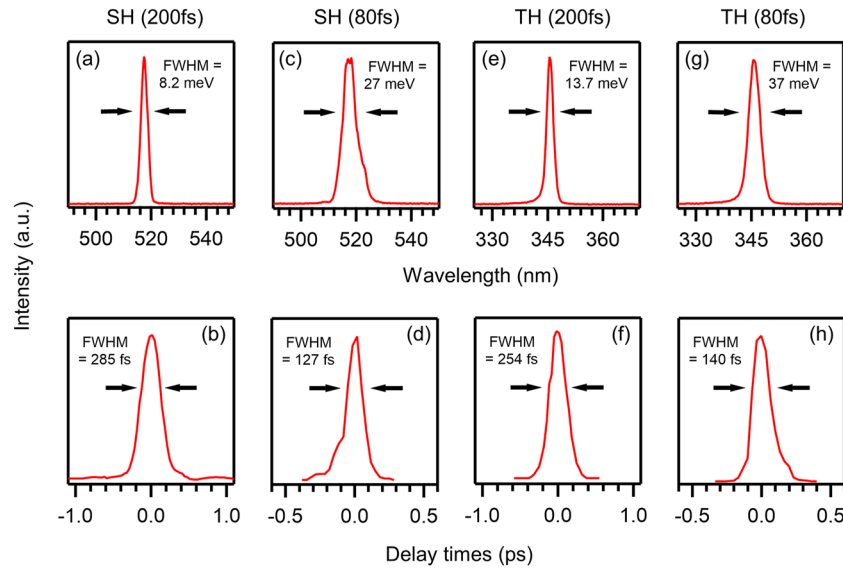 SH (200fs)
SH (80fs)
TH (200fs)
TH (80fs)
(a)
FWHM =
8.2 meV
(c)
FWHM =
27 meV
(e)
FWHM =
13.7 meV
(g)
FWHM =
37 meV
500
520
540
500
520
540
330
345
360
330
345
360
Wavelength (nm)
Intensity (a.u.)
FWHM
= 285 fs
(b)
FWHM
= 127 fs
(d)
FWHM
= 254 fs
(f)
FWHM
= 140 fs
(h)
-1.0
0.0
1.0
-0.5
0.0
0.5
-1.0
0.0
1.0
-0.5
0.0
0.5
Delay times (ps)